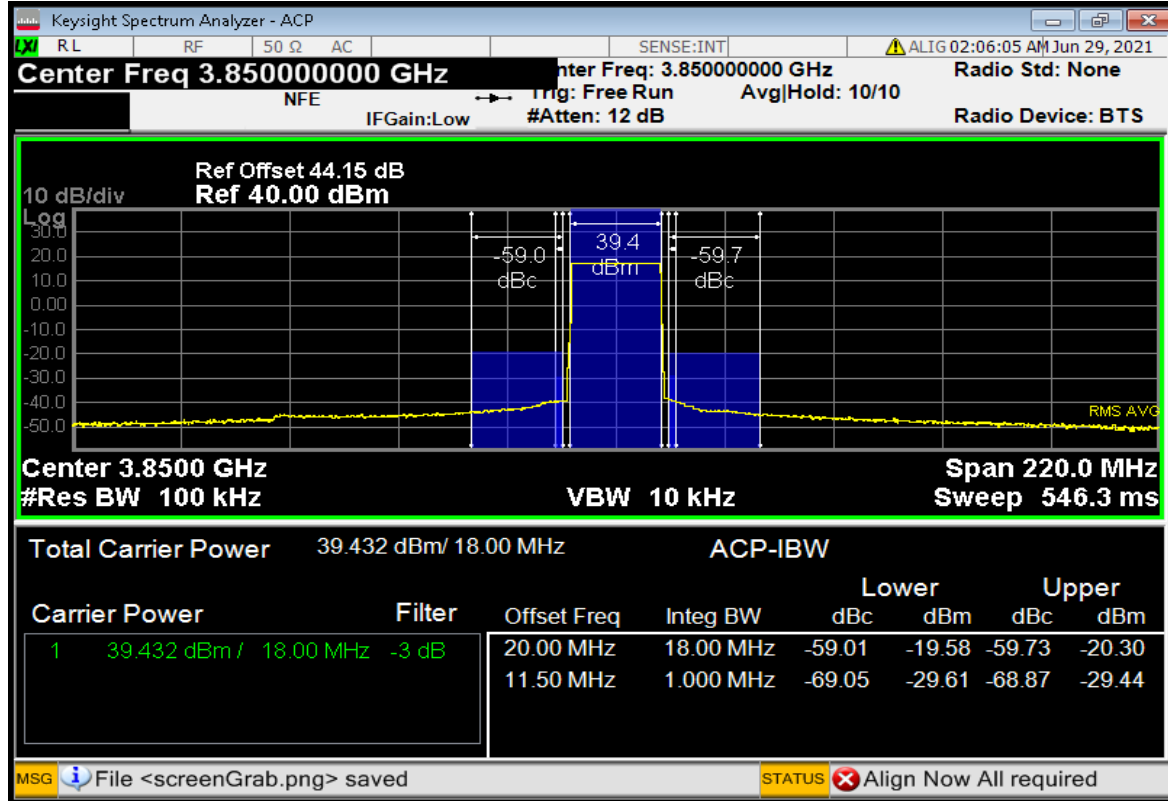 Keysight Spectrum Analyzer - ACP
LXI RL RF 50 Ω AC SENSE:INT ALIG 02:06:05 AM Jun 29, 2021
Center Freq 3.850000000 GHz
Freq: 3.850000000 GHz Radio Std: None
NFE Trig: Free Run Avg|Hold: 10/10
IFGain:Low #Atten: 12 dB Radio Device: BTS
Ref Offset 44.15 dB
10 dB/div Ref 40.00 dBm
Log
30.0
20.0
10.0
0.00
-10.0
-20.0
-30.0
-40.0
-50.0
-59.0 dBc
39.4 dBm
-59.7 dBc
RMS AVG
Center 3.8500 GHz Span 220.0 MHz
#Res BW 100 kHz VBW 10 kHz Sweep 546.3 ms
Total Carrier Power 39.432 dBm/ 18.00 MHz ACP-IBW
Lower Upper
Carrier Power Filter Offset Freq Integ BW dBc dBm dBc dBm
1 39.432 dBm / 18.00 MHz -3 dB 20.00 MHz 18.00 MHz -59.01 -19.58 -59.73 -20.30
11.50 MHz 1.000 MHz -69.05 -29.61 -68.87 -29.44
MSG File <screenGrab.png> saved STATUS Align Now All required